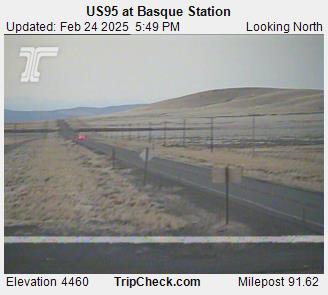 US95 at Basque Station
Updated: Feb 24 2025 5:49 PM Looking North
Elevation 4460 TripCheck.com Milepost 91.62